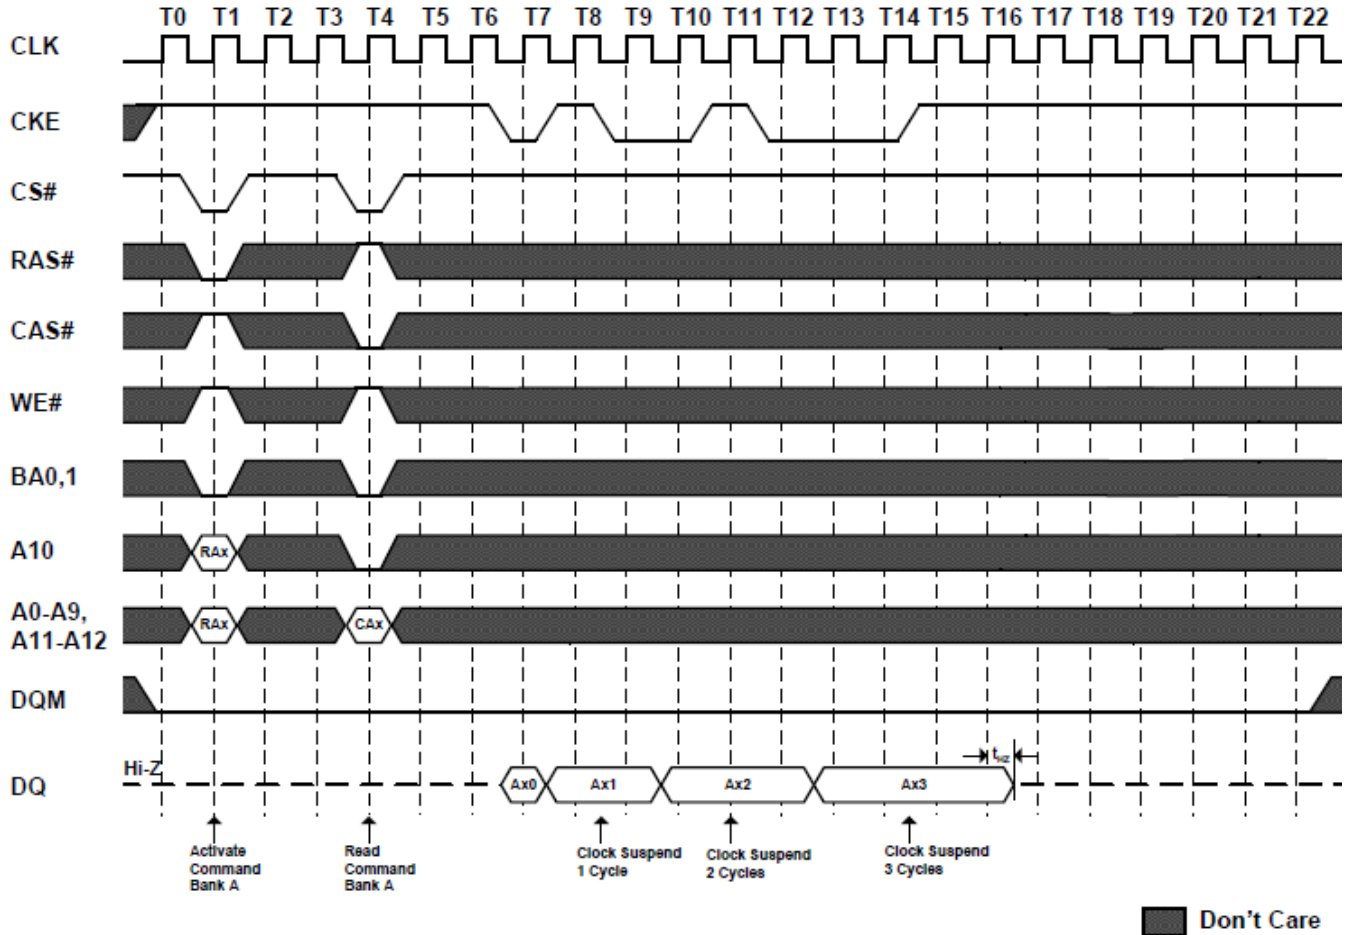 T0 T1 T2 T3 T4 T5 T6 T7 T8 T9 T10 T11 T12 T13 T14 T15 T16 T17 T18 T19 T20 T21 T22
CLK
CKE
CS#
RAS#
CAS#
WE#
BA0,1
A10 RAx
A0-A9,
A11-A12 RAx CAx
DQM
tHZ
Hi-Z
DQ Ax0 Ax1 Ax2 Ax3
Activate
Command
Bank A
Read
Command
Bank A
Clock Suspend
1 Cycle
Clock Suspend
2 Cycles
Clock Suspend
3 Cycles
Don't Care